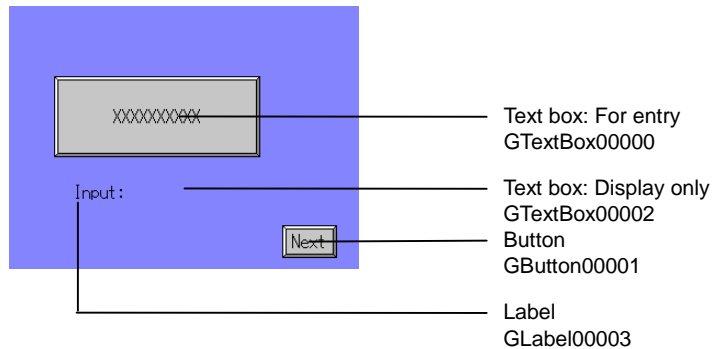 XXXXXXXXXX
Text box: For entry
GTextBox00000
Input:
Text box: Display only
GTextBox00002
Next
Button
GButton00001
Label
GLabel00003